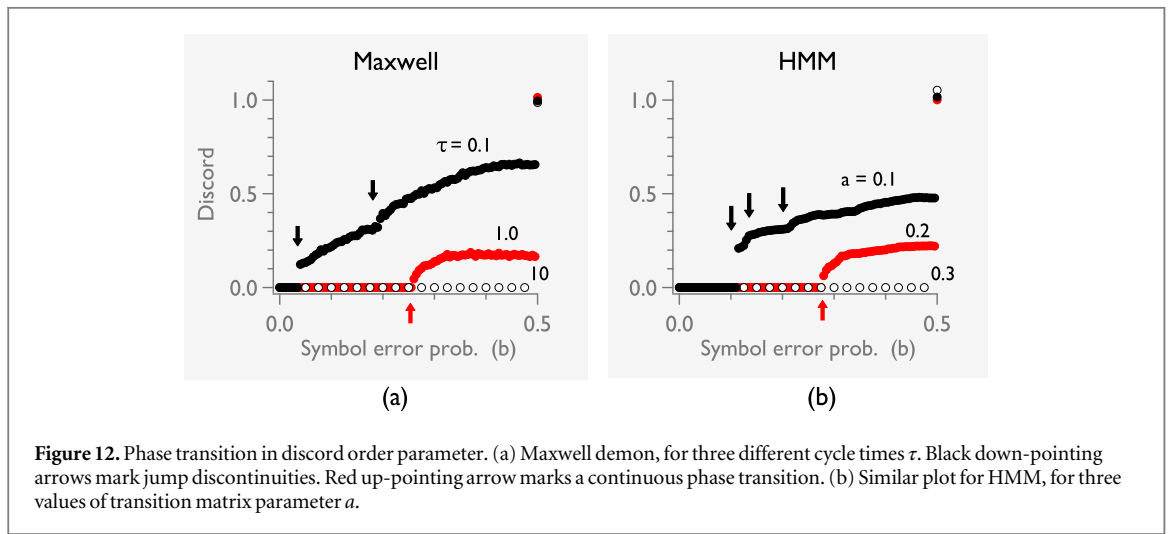 Maxwell
1.0
0.5
0.0
Discord
τ = 0.1
1.0
10
0.0
0.5
Symbol error prob. (b)
(a)
HMM
1.0
0.5
0.0
a = 0.1
0.2
0.3
0.0
0.5
Symbol error prob. (b)
(b)
Figure 12. Phase transition in discord order parameter. (a) Maxwell demon, for three different cycle times τ. Black down-pointing
arrows mark jump discontinuities. Red up-pointing arrow marks a continuous phase transition. (b) Similar plot for HMM, for three
values of transition matrix parameter a.